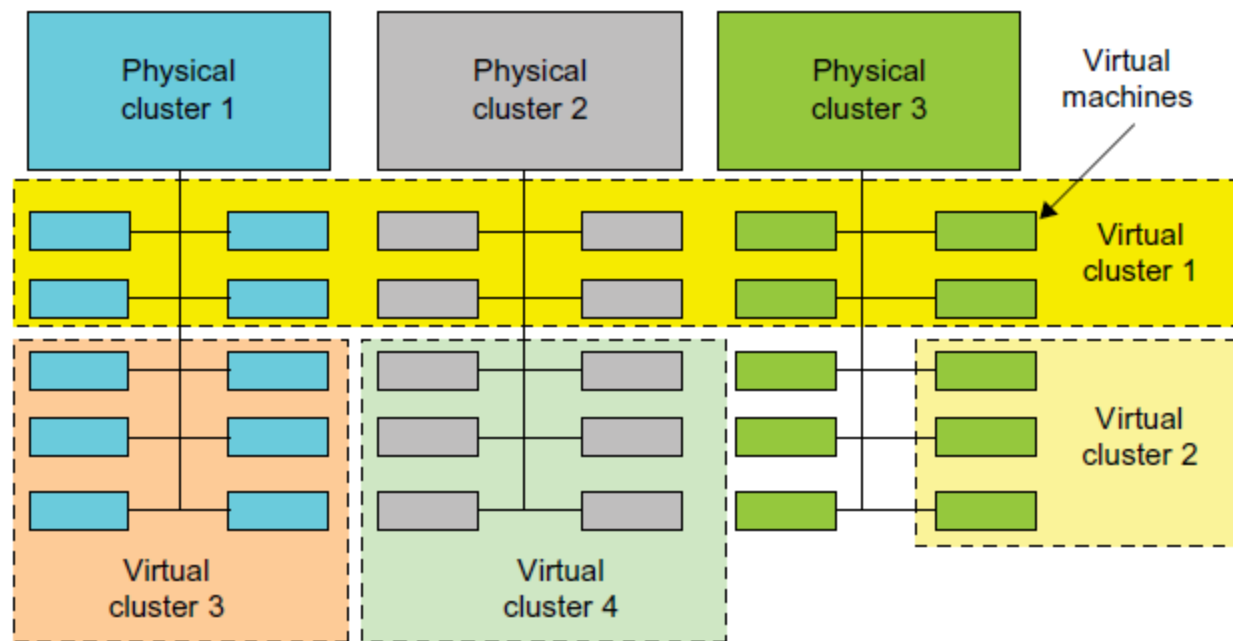 Physical
cluster 1
Physical
cluster 2
Physical
cluster 3
Virtual
machines
Virtual
cluster 1
Virtual
cluster 2
Virtual
cluster 3
Virtual
cluster 4